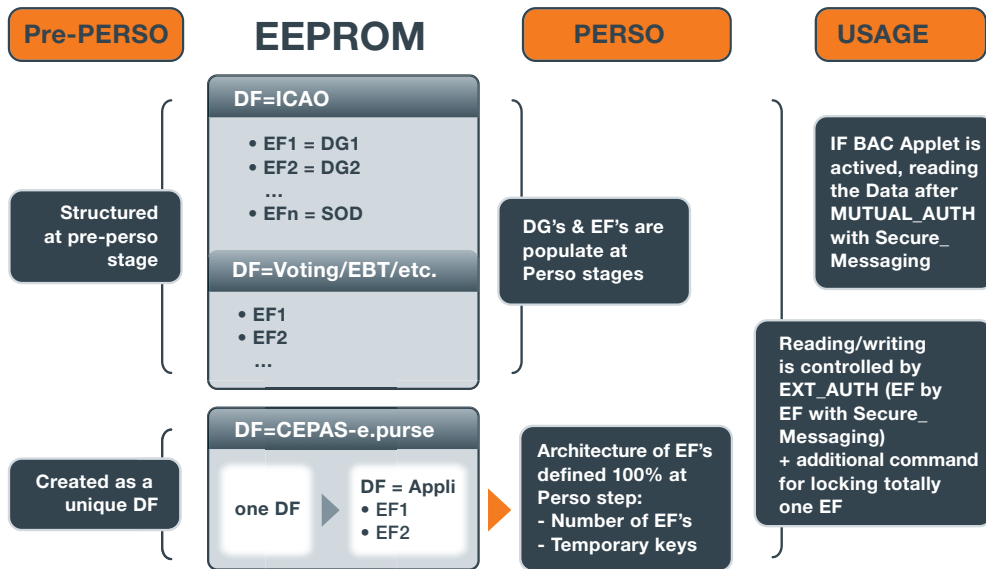 Pre-PERSO
EEPROM
PERSO
USAGE
Structured
at pre-perso
stage
DF=ICAO
• EF1 = DG1
• EF2 = DG2
...
• EFn = SOD
DF=Voting/EBT/etc.
• EF1
• EF2
...
DG's & EF's are
populate at
Perso stages
IF BAC Applet is
actived, reading
the Data after
MUTUAL_AUTH
with Secure_
Messaging
Reading/writing
is controlled by
EXT_AUTH (EF by
EF with Secure_
Messaging)
+ additional command
for locking totally
one EF
Created as a
unique DF
DF=CEPAS-e.purse
one DF
DF = Appli
• EF1
• EF2
Architecture of EF's
defined 100% at
Perso step:
- Number of EF's
- Temporary keys